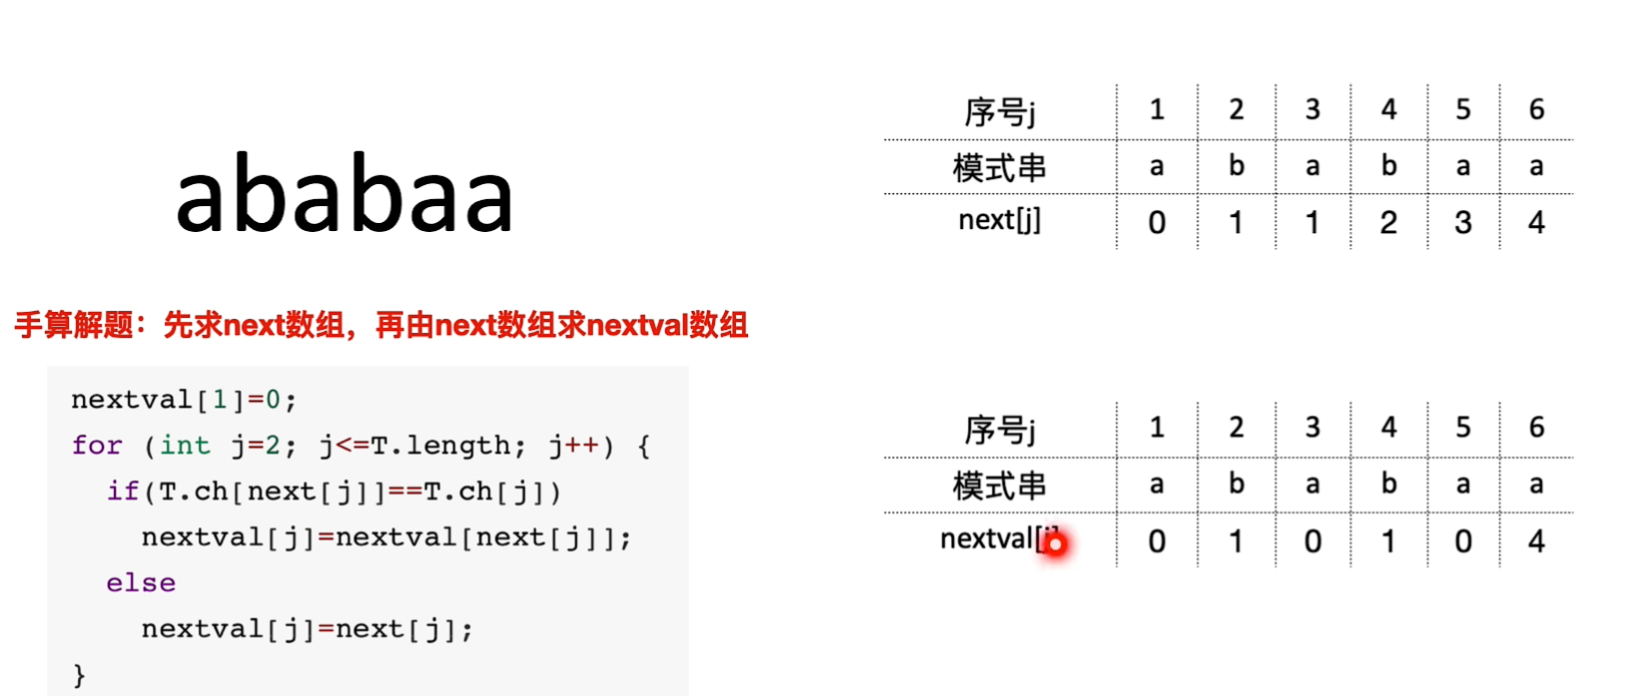 ababaa
手算解题：先求next数组，再由next数组求nextval数组
nextval[1]=0;
for (int j=2; j<=T.length; j++) {
if(T.ch[next[j]]==T.ch[j])
nextval[j]=nextval[next[j]];
else
nextval[j]=next[j];
}
序号j 1 2 3 4 5 6
模式串 a b a b a a
next[j] 0 1 1 2 3 4
序号j 1 2 3 4 5 6
模式串 a b a b a a
nextval[j] 0 1 0 1 0 4